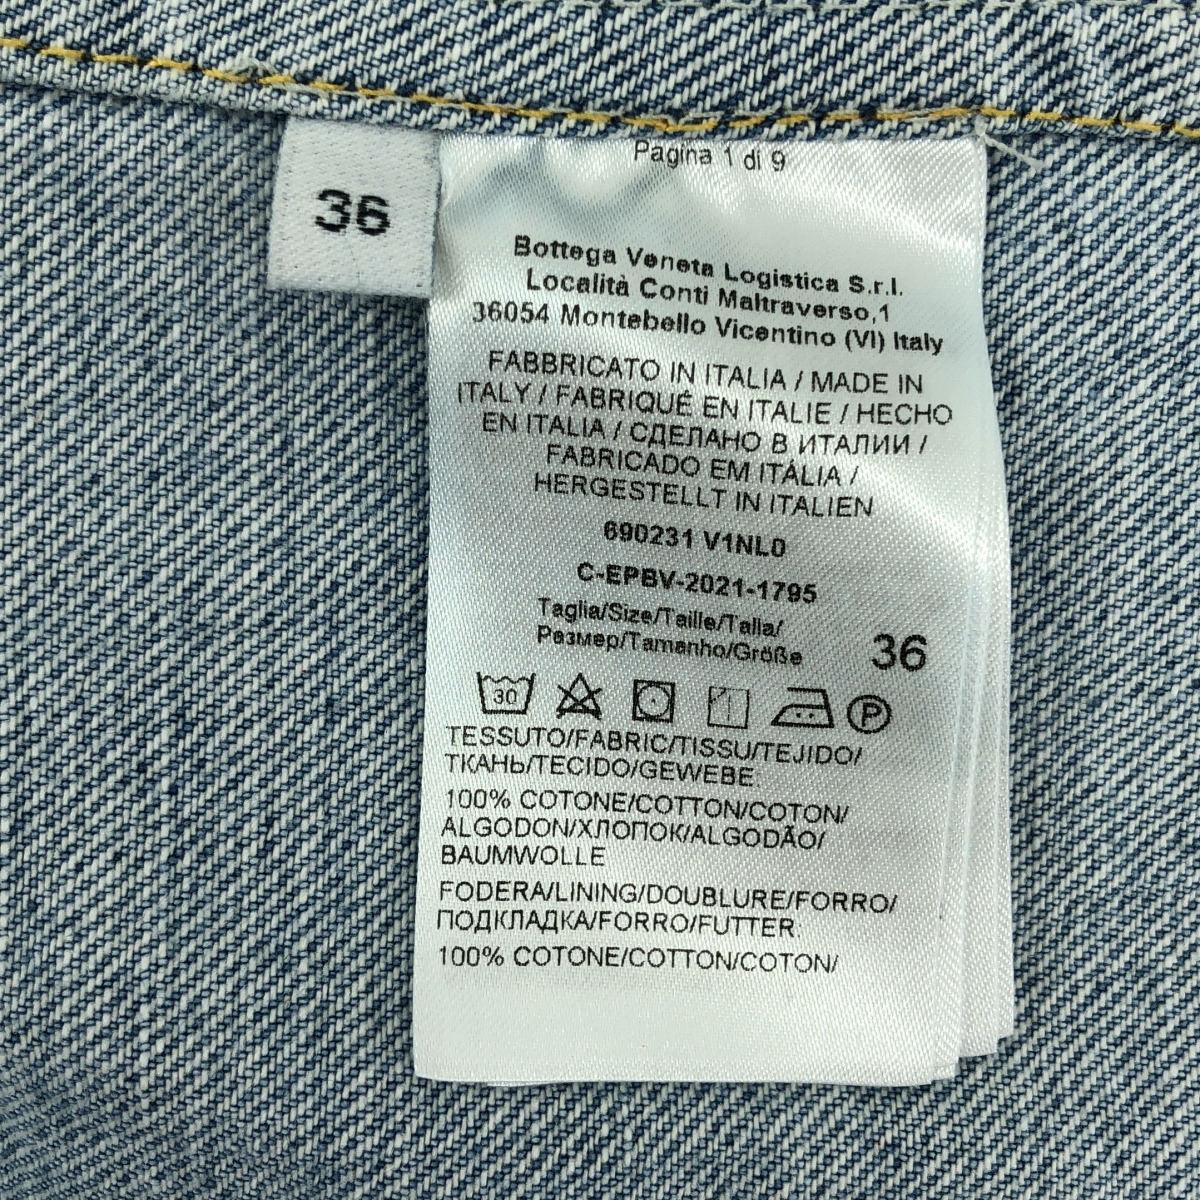 36
Pagina 1 di 9
Bottega Veneta Logistica S.r.l.
Località Conti Maltraverso,1
36054 Montebello Vicentino (VI) Italy
FABBRICATO IN ITALIA / MADE IN
ITALY / FABRIQUÉ EN ITALIE / HECHO
EN ITALIA / СДЕЛАНО В ИТАЛИИ /
FABRICADO EM ITÁLIA /
HERGESTELLT IN ITALIEN
690231 V1NL0
C-EPBV-2021-1795
Taglia/Size/Taille/Talla/
Размер/Tamanho/Größe 36
30 P
TESSUTO/FABRIC/TISSU/TEJIDO/
ТКАНЬ/TECIDO/GEWEBE:
100% COTONE/COTTON/COTON/
ALGODON/ХЛОПОК/ALGODÃO/
BAUMWOLLE
FODERA/LINING/DOUBLURE/FORRO/
ПОДКЛАДКА/FORRO/FUTTER:
100% COTONE/COTTON/COTON/